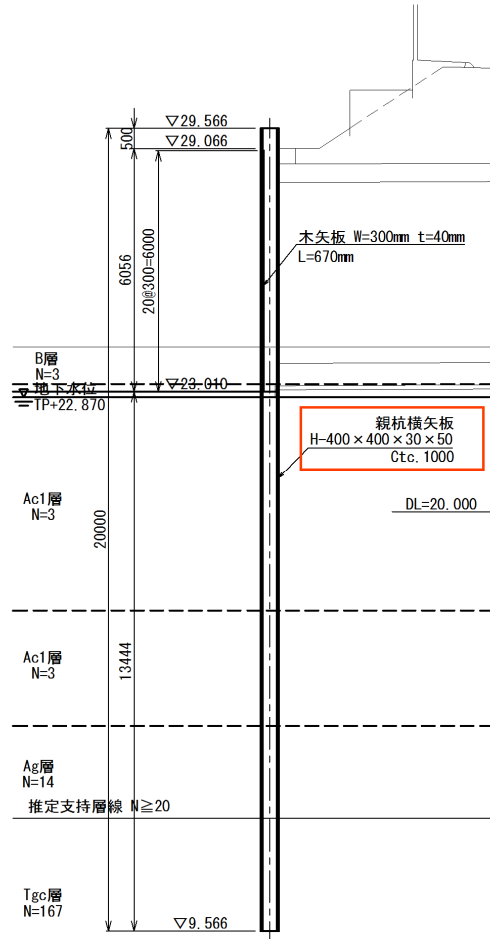 ▽29.566
500
▽29.066
6056
20@300=6000
木矢板 W=300mm t=40mm
L=670mm
B層
N=3
▽23.010
地下水位
TP+22.870
親杭横矢板
H-400×400×30×50
Ctc.1000
Ac1層
N=3
DL=20.000
20000
13444
Ac1層
N=3
Ag層
N=14
推定支持層線 N≧20
Tgc層
N=167
▽9.566